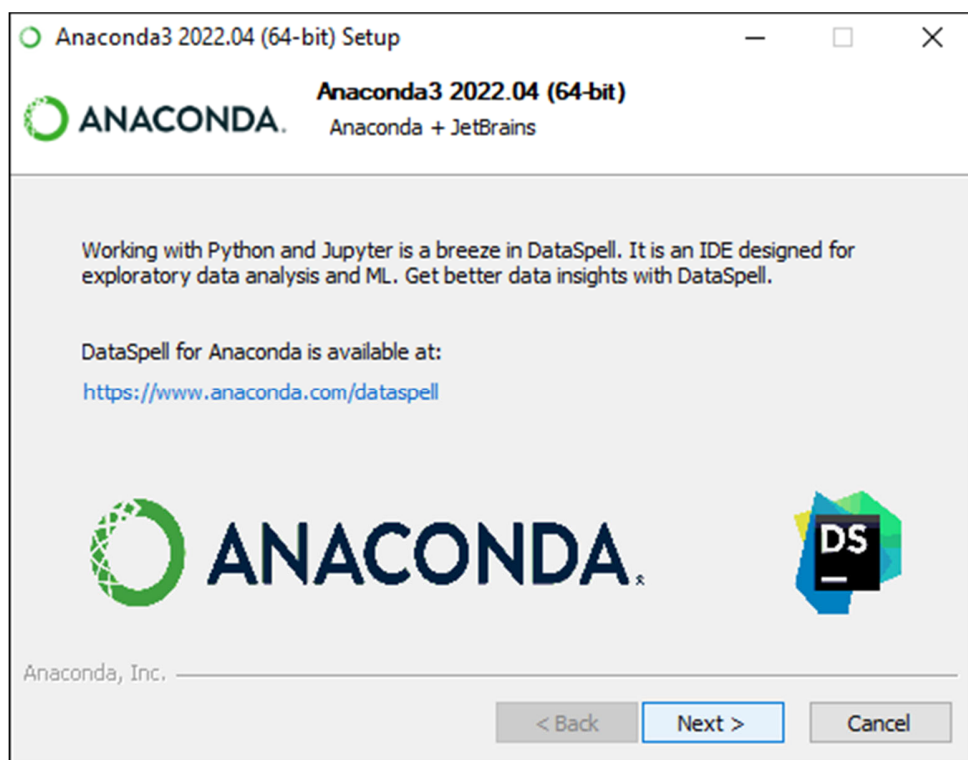 Anaconda3 2022.04 (64-bit) Setup
ANACONDA.
Anaconda3 2022.04 (64-bit)
Anaconda + JetBrains
Working with Python and Jupyter is a breeze in DataSpell. It is an IDE designed for
exploratory data analysis and ML. Get better data insights with DataSpell.
DataSpell for Anaconda is available at:
https://www.anaconda.com/dataspell
ANACONDA.
DS
Anaconda, Inc.
< Back
Next >
Cancel